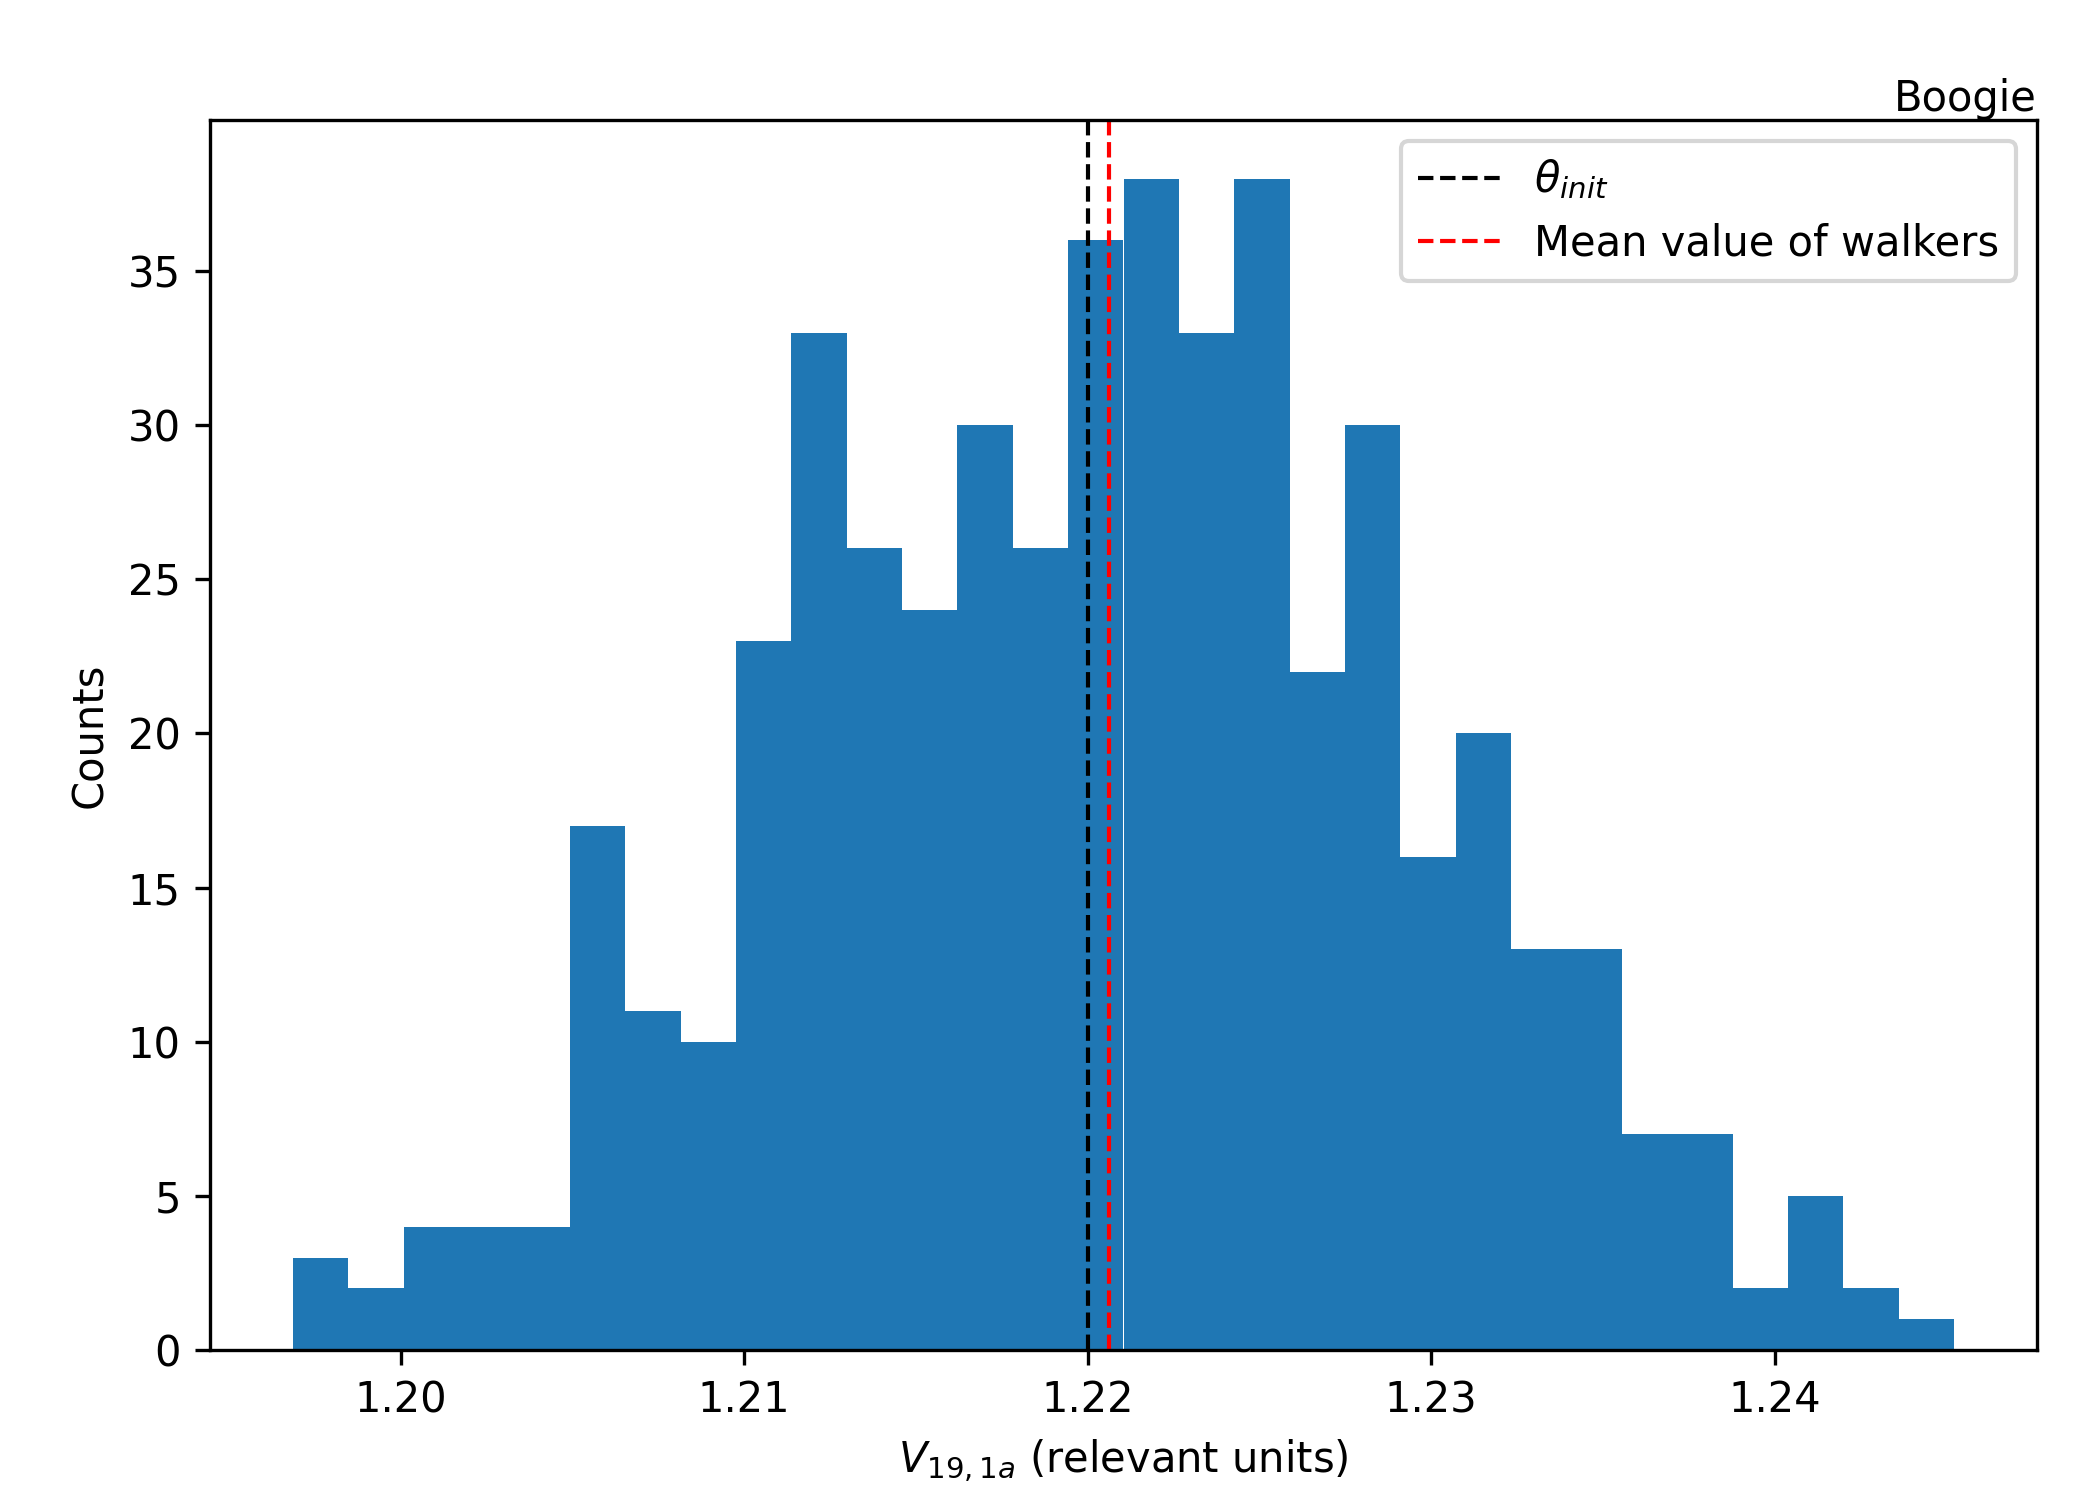 Boogie
θ_init
Mean value of walkers
35
30
25
20
15
10
5
0
Counts
1.20 1.21 1.22 1.23 1.24
V_19,1a (relevant units)